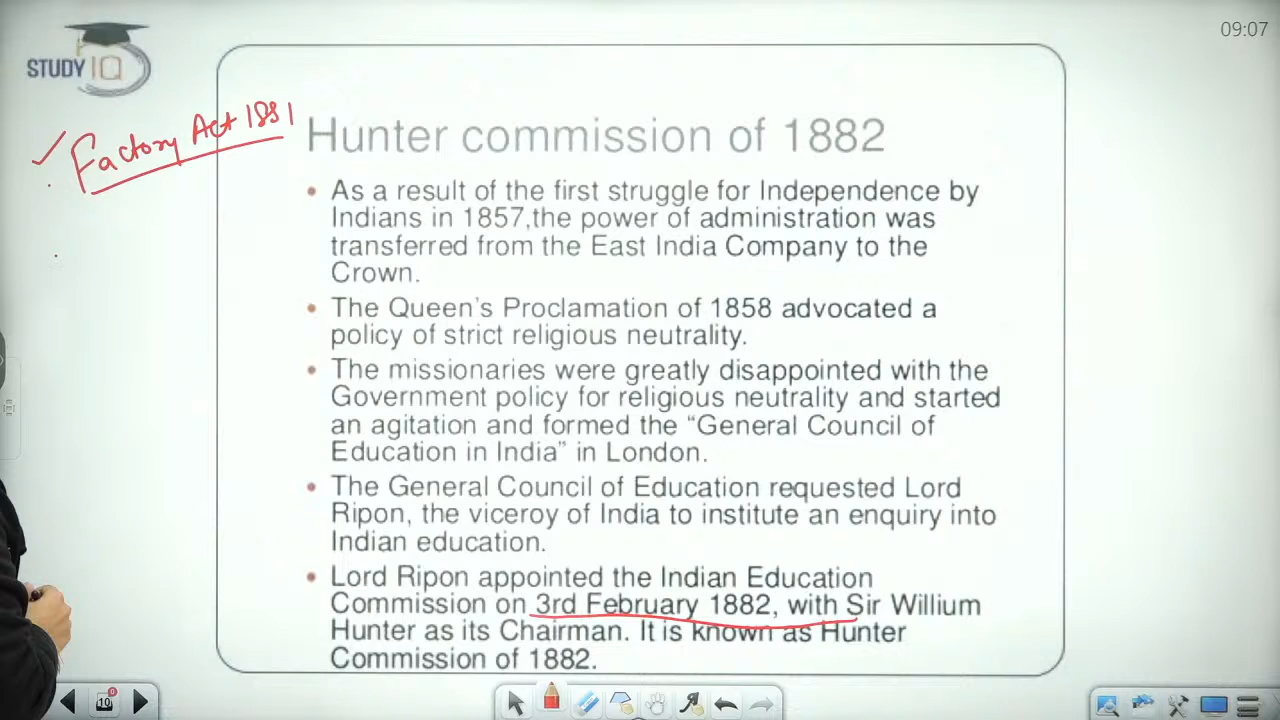 09:07
STUDY IQ
Factory Act 1881
Hunter commission of 1882
• As a result of the first struggle for Independence by
Indians in 1857,the power of administration was
transferred from the East India Company to the
Crown.
• The Queen's Proclamation of 1858 advocated a
policy of strict religious neutrality.
• The missionaries were greatly disappointed with the
Government policy for religious neutrality and started
an agitation and formed the “General Council of
Education in India” in London.
• The General Council of Education requested Lord
Ripon, the viceroy of India to institute an enquiry into
Indian education.
• Lord Ripon appointed the Indian Education
Commission on 3rd February 1882, with Sir Willium
Hunter as its Chairman. It is known as Hunter
Commission of 1882.
10
0